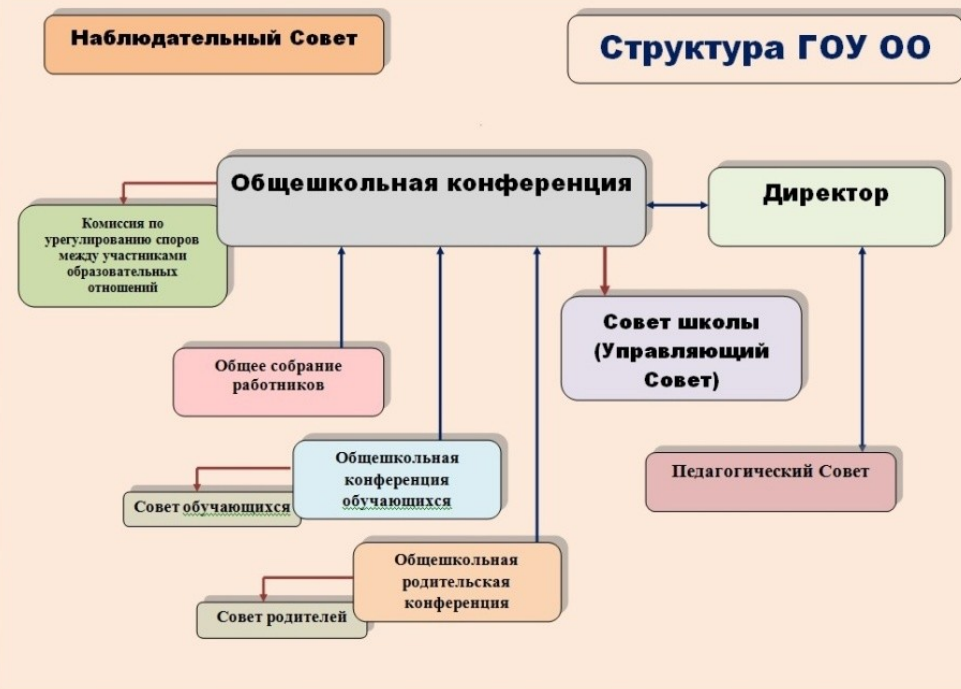 Наблюдательный Совет
Структура ГОУ ОО
Общешкольная конференция
Директор
Комиссия по
урегулированию споров
между участниками
образовательных
отношений
Совет школы
(Управляющий
Совет)
Общее собрание
работников
Общешкольная
конференция
обучающихся
Педагогический Совет
Совет обучающихся
Общешкольная
родительская
конференция
Совет родителей